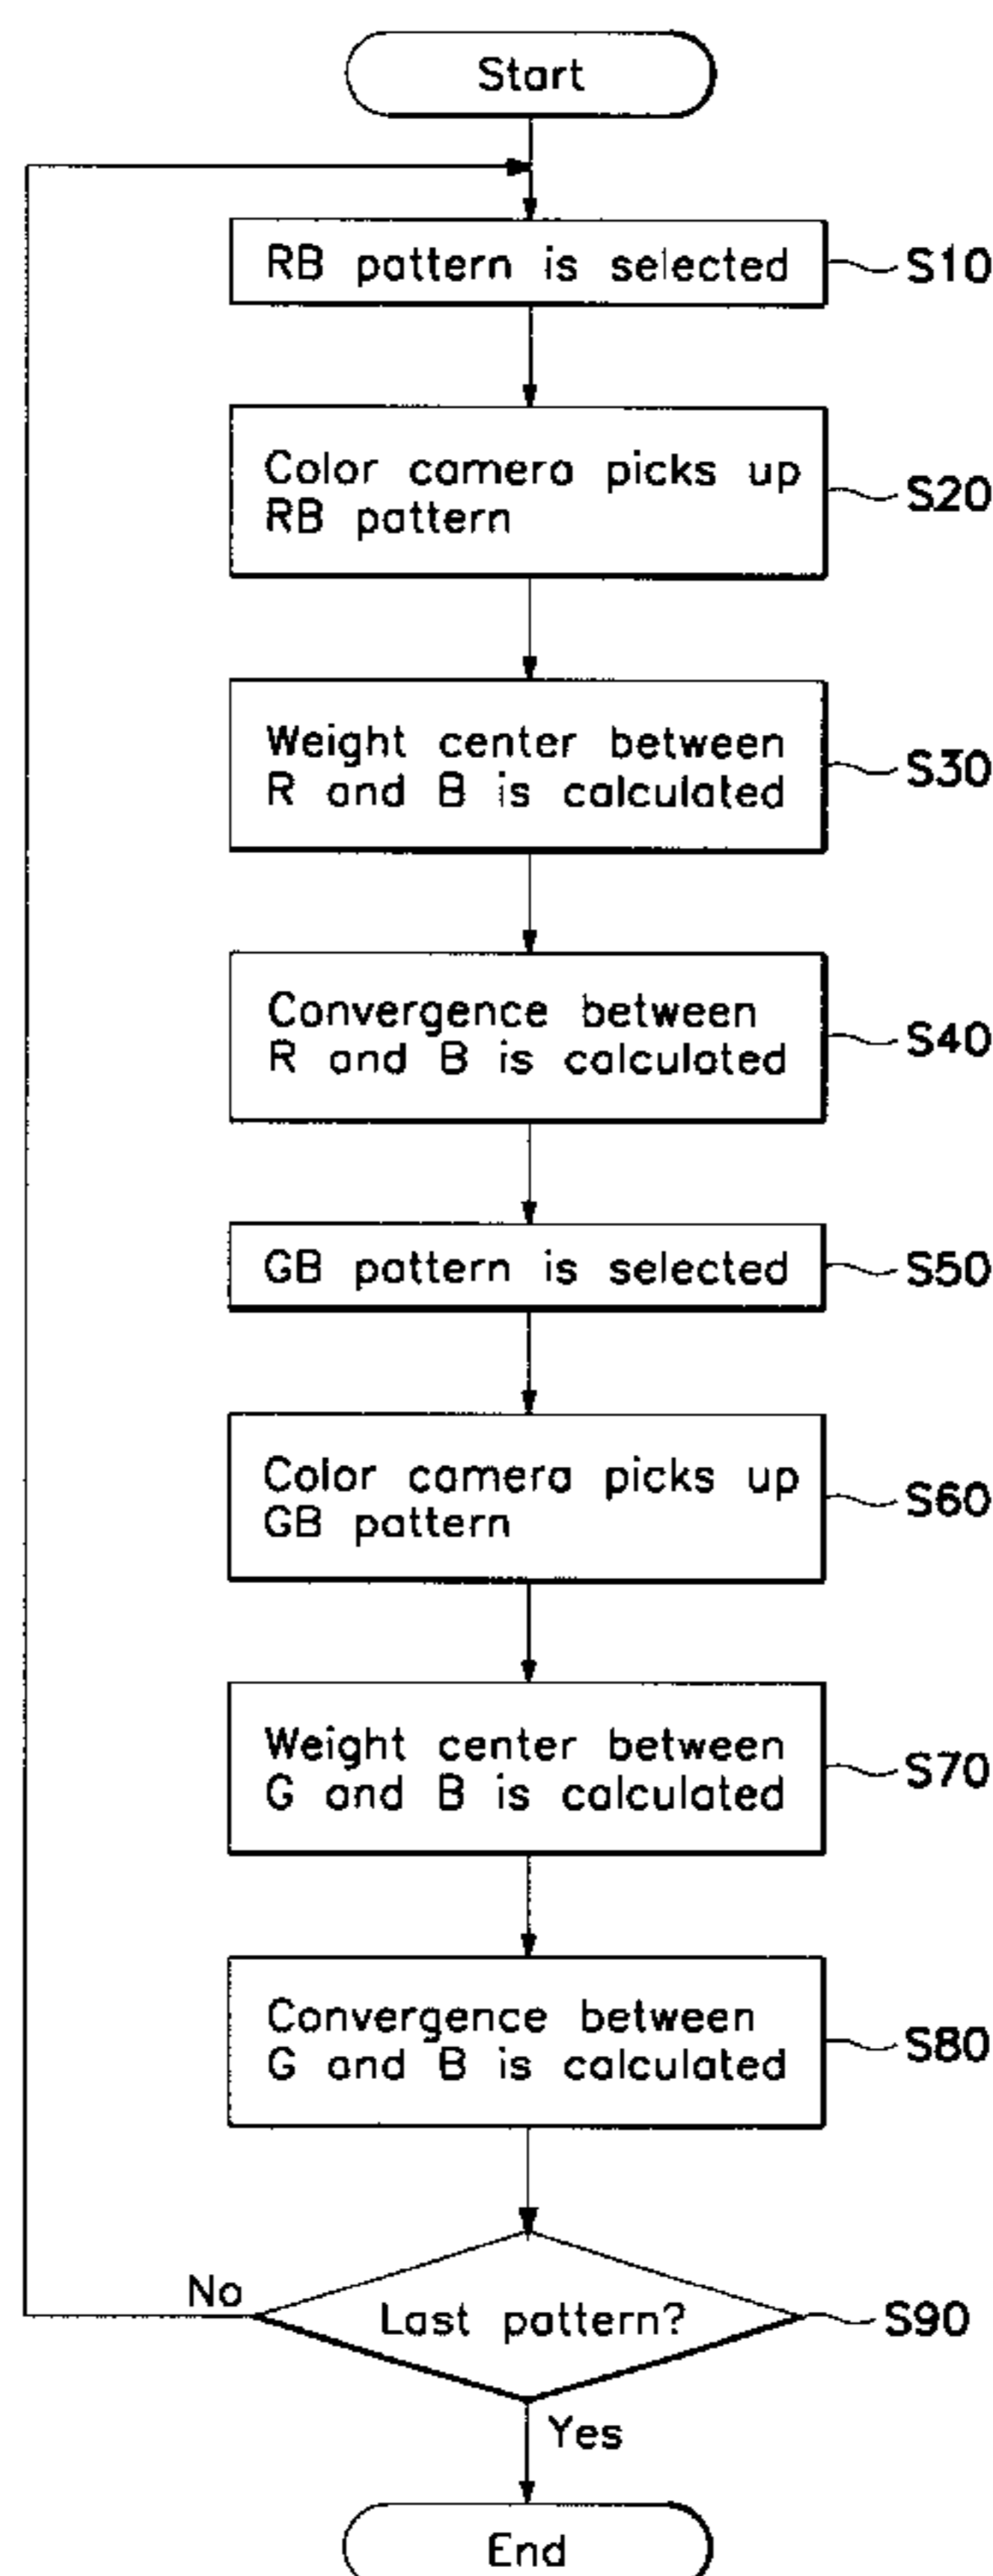 Start
RB pattern is selected
S10
Color camera picks up
RB pattern
S20
Weight center between
R and B is calculated
S30
Convergence between
R and B is calculated
S40
GB pattern is selected
S50
Color camera picks up
GB pattern
S60
Weight center between
G and B is calculated
S70
Convergence between
G and B is calculated
S80
No
Last pattern?
S90
Yes
End